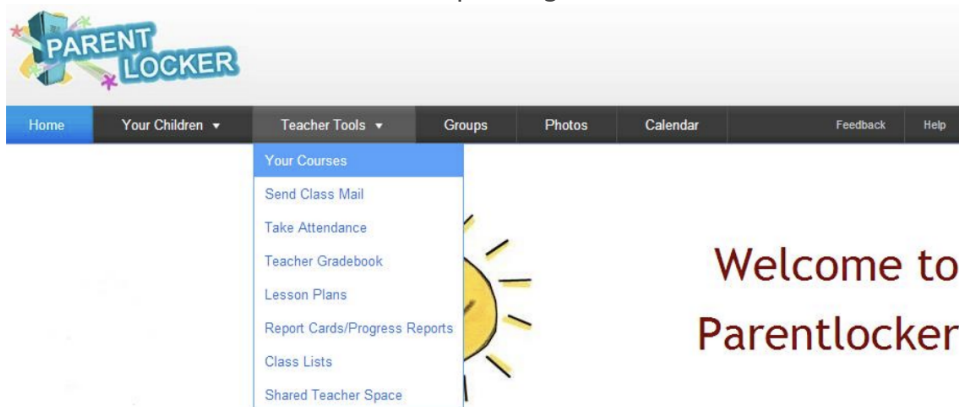 PARENT
LOCKER
Home Your Children ▼ Teacher Tools ▼ Groups Photos Calendar Feedback Help
Your Courses
Send Class Mail
Take Attendance
Teacher Gradebook
Lesson Plans
Report Cards/Progress Reports
Class Lists
Shared Teacher Space
Welcome to
Parentlocker